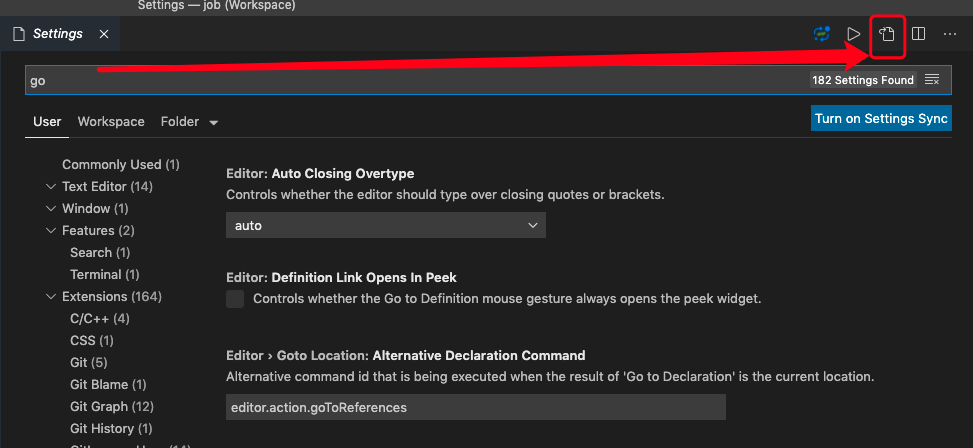 Settings — job (Workspace)
Settings
go
182 Settings Found
User Workspace Folder
Turn on Settings Sync
Commonly Used (1)
Text Editor (14)
Window (1)
Features (2)
Search (1)
Terminal (1)
Extensions (164)
C/C++ (4)
CSS (1)
Git (5)
Git Blame (1)
Git Graph (12)
Git History (1)
Editor: Auto Closing Overtype
Controls whether the editor should type over closing quotes or brackets.
auto
Editor: Definition Link Opens In Peek
Controls whether the Go to Definition mouse gesture always opens the peek widget.
Editor › Goto Location: Alternative Declaration Command
Alternative command id that is being executed when the result of 'Go to Declaration' is the current location.
editor.action.goToReferences